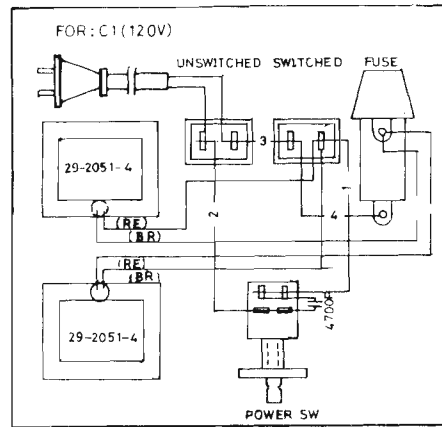 FOR:C1(120V)
UNSWITCHED SWITCHED FUSE
3
29-2051-4
2
1
4
(RE)
(BR)
(RE)
(BR)
4700P
29-2051-4
POWER SW